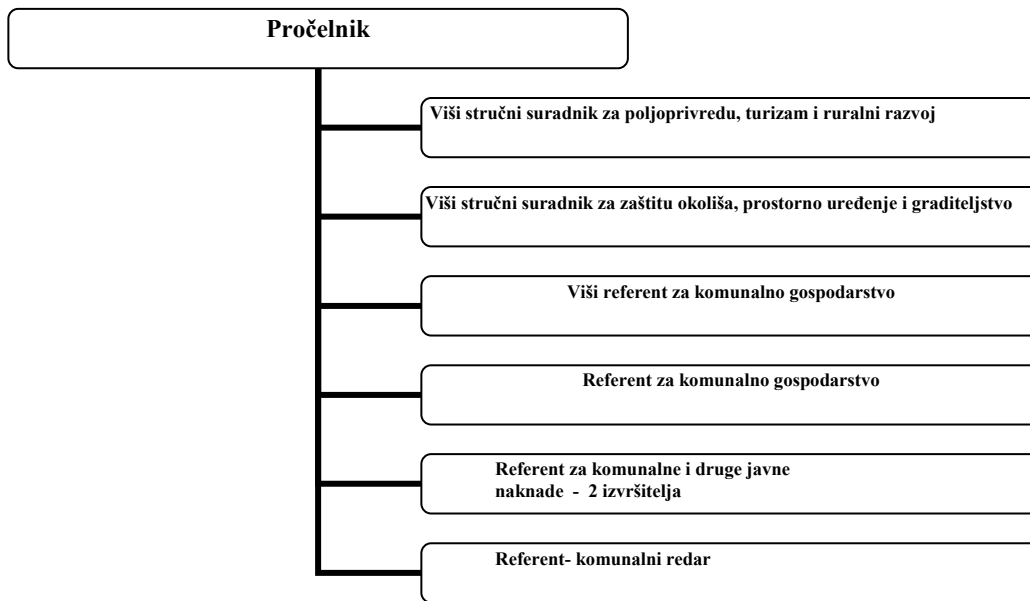 Pročelnik
Viši stručni suradnik za poljoprivredu, turizam i ruralni razvoj
Viši stručni suradnik za zaštitu okoliša, prostorno uređenje i graditeljstvo
Viši referent za komunalno gospodarstvo
Referent za komunalno gospodarstvo
Referent za komunalne i druge javne
naknade - 2 izvršitelja
Referent- komunalni redar